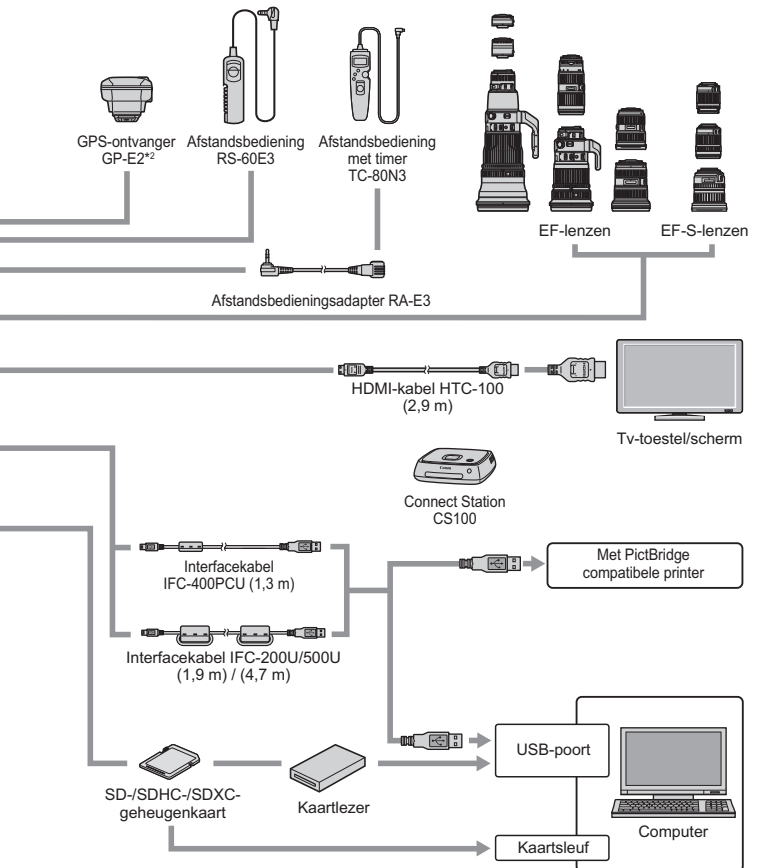 GPS-ontvanger
GP-E2*2
Afstandsbediening
RS-60E3
Afstandsbediening
met timer
TC-80N3
EF-lenzen
EF-S-lenzen
Afstandsbedieningsadapter RA-E3
HDMI-kabel HTC-100
(2,9 m)
Tv-toestel/scherm
Canon
Connect Station
CS100
Interfacekabel
IFC-400PCU (1,3 m)
Met PictBridge
compatibele printer
Interfacekabel IFC-200U/500U
(1,9 m) / (4,7 m)
USB-poort
SD-/SDHC-/SDXC-
geheugenkaart
Kaartlezer
Computer
Kaartsleuf